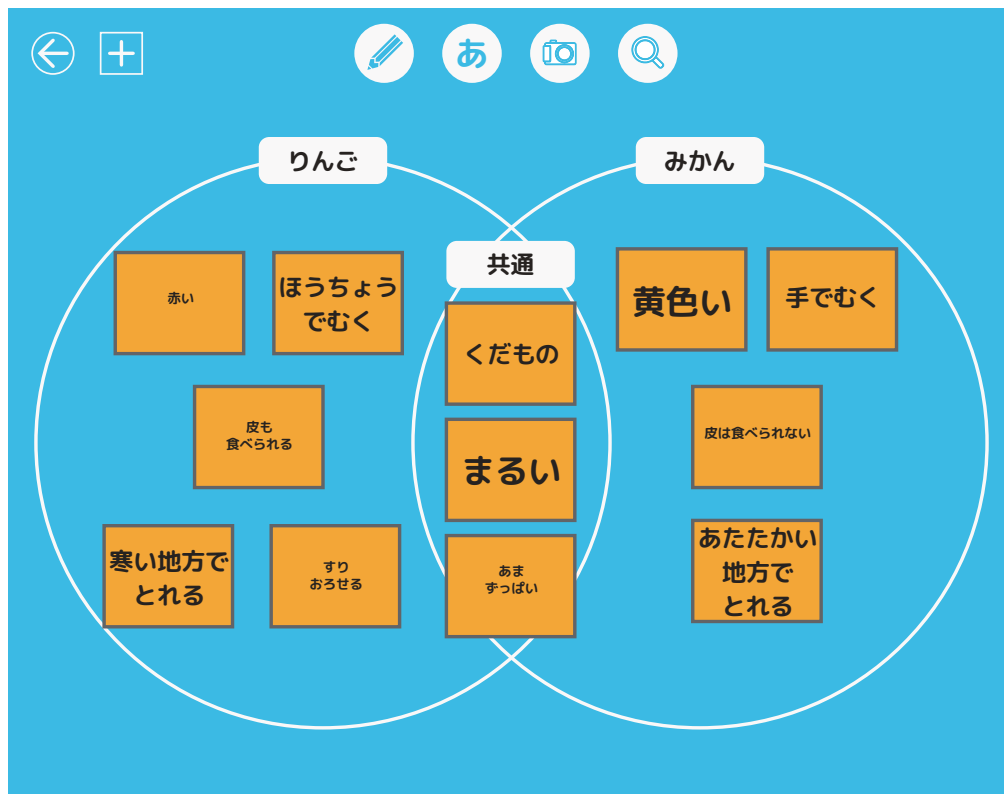 あ
りんご
みかん
共通
赤い
ほうちょう
でむく
皮も
食べられる
寒い地方で
とれる
すり
おろせる
くだもの
まるい
あま
ずっぱい
黄色い
手でむく
皮は食べられない
あたたかい
地方で
とれる